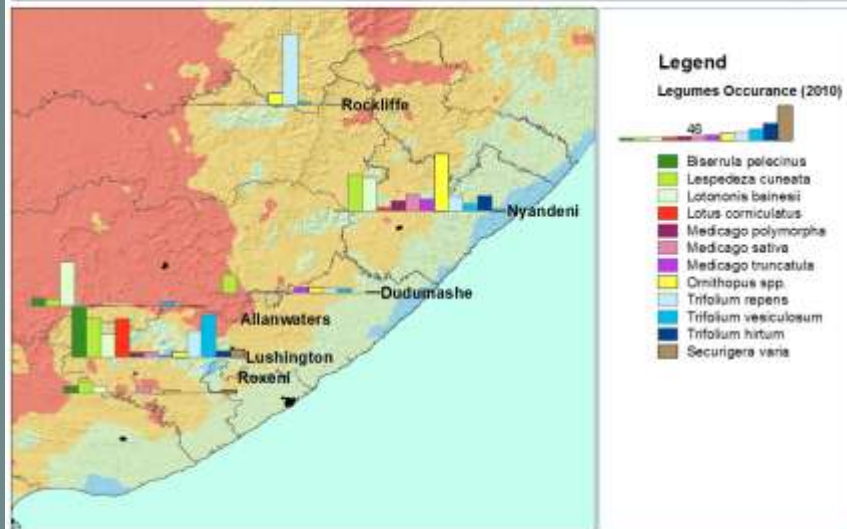 Rockliffe
Nyandeni
Dudumashe
Allanwaters
Lushington
Roxeni
Legend
Legumes Occurance (2010)
46
Biserrula pelecinus
Lespedeza cuneata
Lotononis bainesii
Lotus corniculatus
Medicago polymorpha
Medicago sativa
Medicago truncatula
Ornithopus spp.
Trifolium repens
Trifolium vesiculosum
Trifolium hirtum
Securigera varia